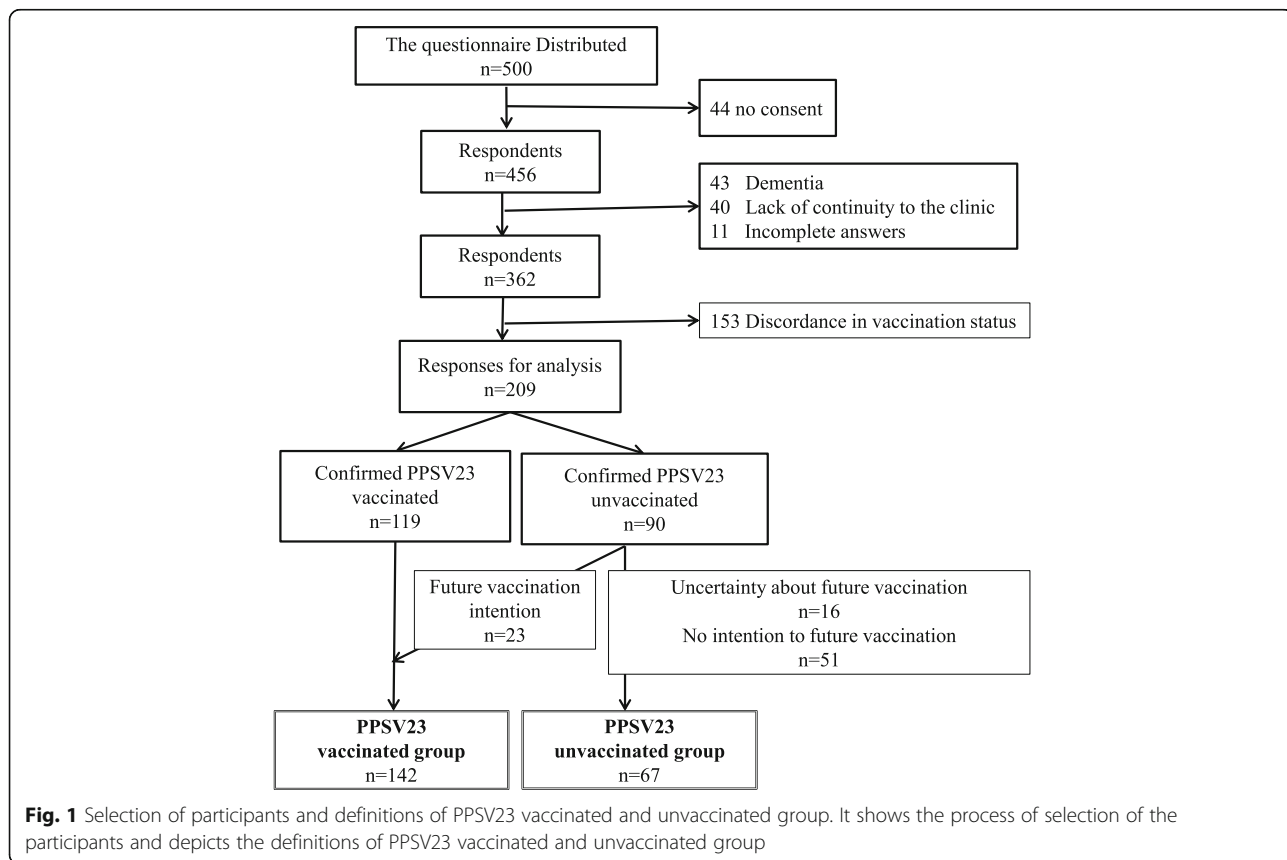 The questionnaire Distributed
n=500
44 no consent
Respondents
n=456
43 Dementia
40 Lack of continuity to the clinic
11 Incomplete answers
Respondents
n=362
153 Discordance in vaccination status
Responses for analysis
n=209
Confirmed PPSV23
vaccinated
n=119
Confirmed PPSV23
unvaccinated
n=90
Future vaccination
intention
n=23
Uncertainty about future vaccination
n=16
No intention to future vaccination
n=51
PPSV23
vaccinated group
n=142
PPSV23
unvaccinated group
n=67
Fig. 1 Selection of participants and definitions of PPSV23 vaccinated and unvaccinated group. It shows the process of selection of the
participants and depicts the definitions of PPSV23 vaccinated and unvaccinated group